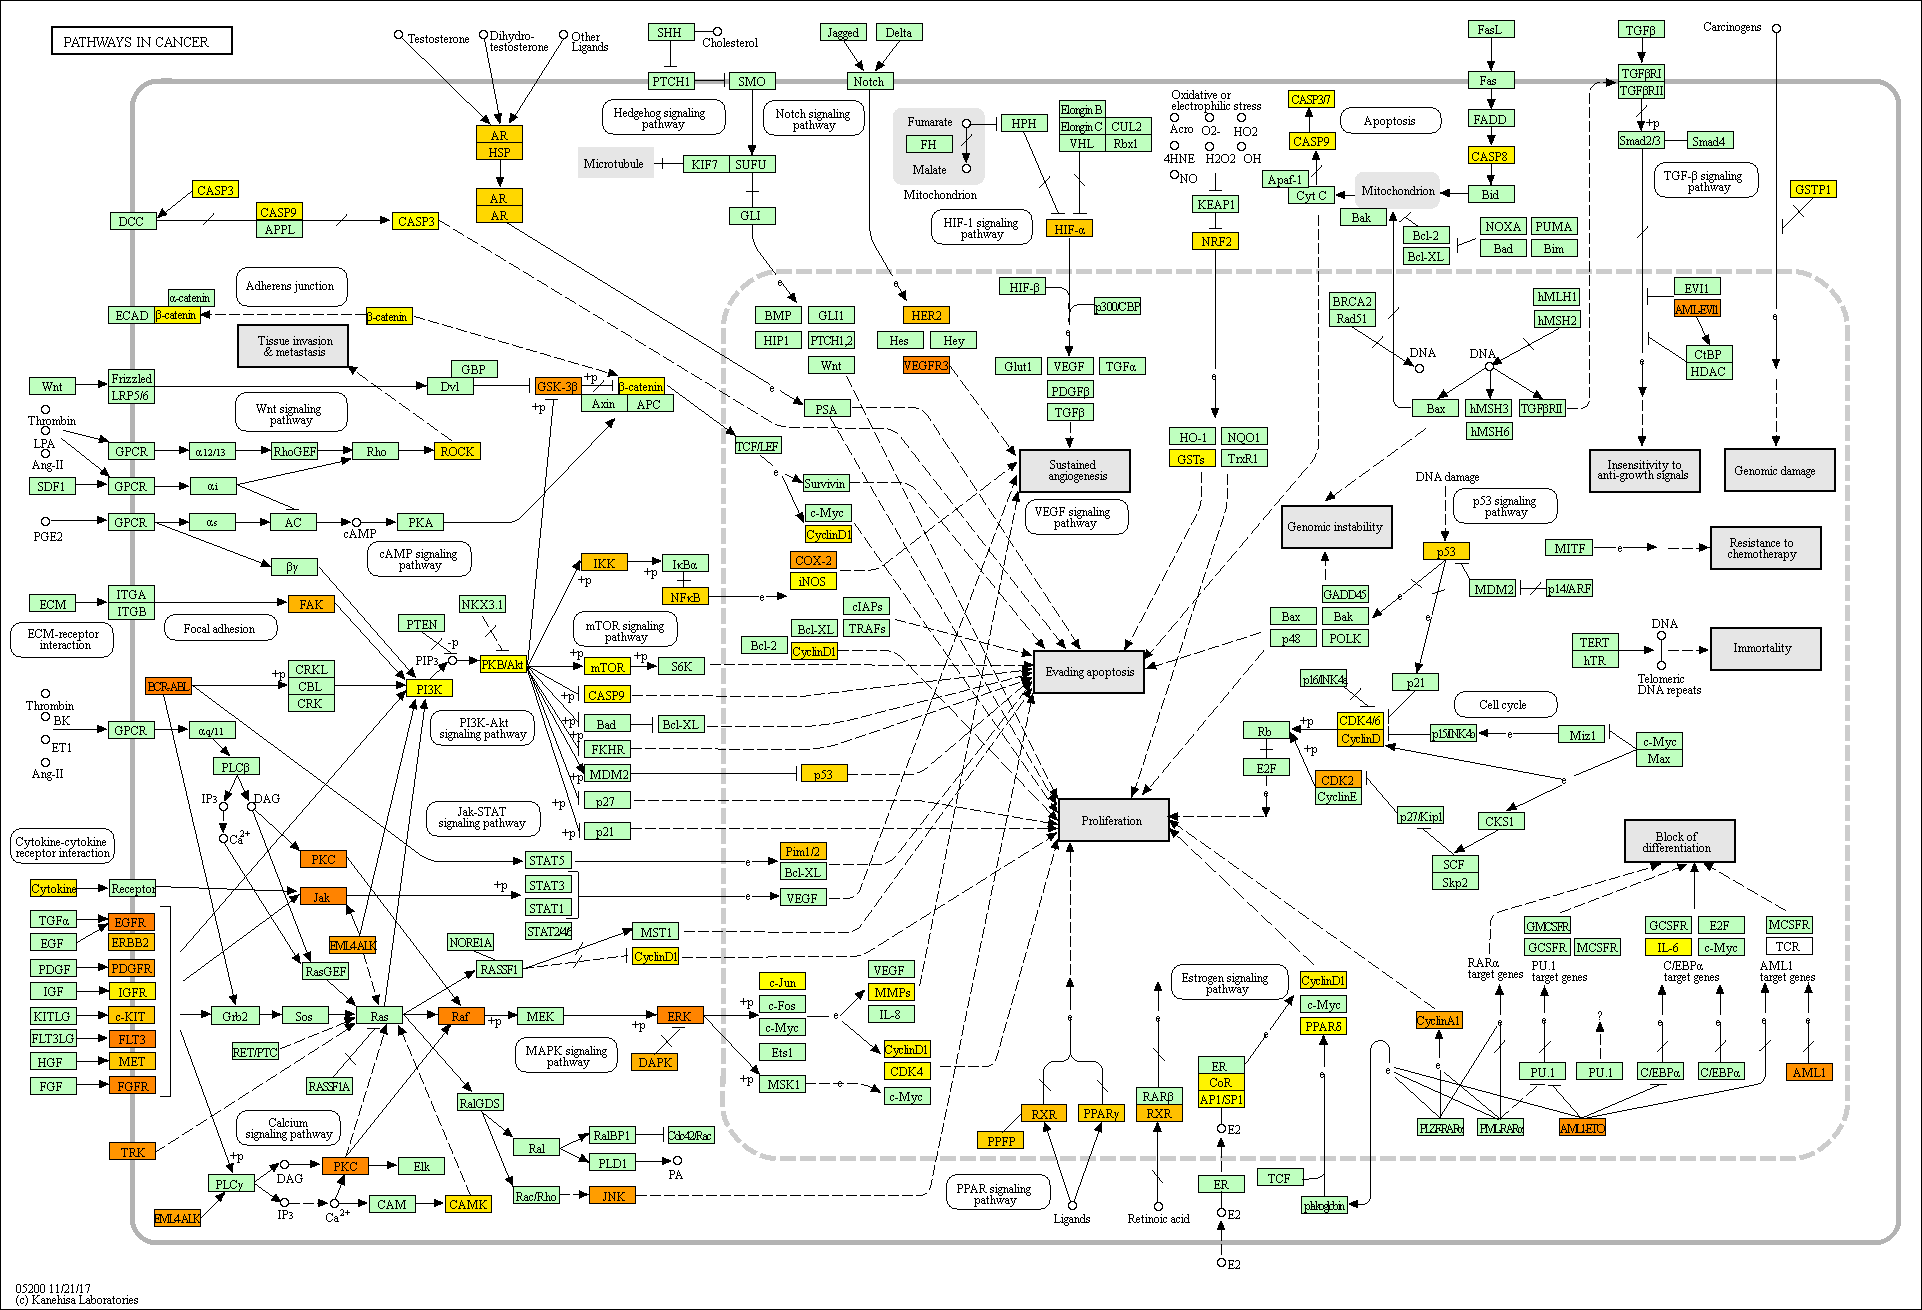 PATHWAYS IN CANCER
Testosterone
Dihydro-
testosterone
Other
Ligands
SHH
Cholesterol
PTCH1
SMO
Hedgehog signaling
pathway
Microtubule
KIF7
SUFU
GLI
Jagged
Delta
Notch
Notch signaling
pathway
Fumarate
FH
Malate
Mitochondrion
HPH
Elongin B
Elongin C
CUL2
VHL
Rbx1
HIF-1 signaling
pathway
HIF-α
Oxidative or
electrophilic stress
Acro
O2-
HO2
4HNE
H2O2
OH
NO
KEAP1
NRF2
CASP3/7
CASP9
Apoptosis
Apaf-1
Cyt C
Mitochondrion
Bak
Bcl-2
Bcl-XL
FasL
Fas
FADD
CASP8
Bid
NOXA
PUMA
Bad
Bim
TGFβ
TGFβRI
TGFβRII
+p
Smad2/3
Smad4
TGF-β signaling
pathway
Carcinogens
GSTP1
AR
HSP
AR
AR
CASP3
DCC
CASP9
APPL
CASP3
Adherens junction
α-catenin
ECAD
β-catenin
β-catenin
Tissue invasion
& metastasis
Wnt
Frizzled
LRP5/6
GBP
Dvl
GSK-3β
+p
+p
β-catenin
Axin
APC
Wnt signaling
pathway
Thrombin
LPA
Ang-II
GPCR
α12/13
RhoGEF
Rho
ROCK
SDF1
GPCR
αi
PGE2
GPCR
αs
AC
cAMP
PKA
cAMP signaling
pathway
βγ
TCF/LEF
e
BMP
GLI1
HIP1
PTCH1,2
Wnt
e
HER2
Hes
Hey
VEGFR3
HIF-β
p300/CBP
e
Glut1
VEGF
TGFα
PDGFβ
TGFβ
e
PSA
e
Survivin
c-Myc
CyclinD1
COX-2
iNOS
Sustained
angiogenesis
VEGF signaling
pathway
e
HO-1
NQO1
GSTs
TrxR1
BRCA2
Rad51
DNA
hMLH1
hMSH2
DNA
Bax
hMSH3
TGFβRII
hMSH6
e
EVI1
AML-EVI1
CtBP
HDAC
e
Insensitivity to
anti-growth signals
Genomic damage
Genomic instability
DNA damage
p53 signaling
pathway
p53
MITF
e
Resistance to
chemotherapy
MDM2
p14/ARF
GADD45
Bax
Bak
p48
POLK
e
e
DNA
TERT
hTR
Telomeric
DNA repeats
Immortality
ECM
ITGA
ITGB
FAK
ECM-receptor
interaction
Focal adhesion
NKX3.1
PTEN
-p
PIP3
PKB/Akt
IKK
+p
+p
IκBα
NFκB
e
mTOR signaling
pathway
+p
+p
mTOR
S6K
+p
CASP9
+p
Bad
Bcl-XL
+p
FKHR
+p
MDM2
p53
+p
p27
+p
p21
cIAPs
Bcl-XL
TRAFs
Bcl-2
CyclinD1
Evading apoptosis
Proliferation
BCR-ABL
+p
CRKL
CBL
CRK
PI3K
PI3K-Akt
signaling pathway
Thrombin
BK
ET1
Ang-II
GPCR
αq/11
PLCβ
IP3
DAG
Ca2+
Jak-STAT
signaling pathway
Cytokine-cytokine
receptor interaction
PKC
Cytokine
Receptor
Jak
+p
STAT5
STAT3
STAT1
STAT2/4/6
e
e
Pim1/2
Bcl-XL
VEGF
TGFα
EGFR
EGF
ERBB2
PDGF
PDGFR
IGF
IGFR
KITLG
c-KIT
FLT3LG
FLT3
HGF
MET
FGF
FGFR
TRK
EML4-ALK
RasGEF
Grb2
Sos
Ras
RET/PTC
RASSF1A
NORE1A
RASSF1
MST1
CyclinD1
Raf
+p
MEK
+p
ERK
DAPK
MAPK signaling
pathway
+p
+p
c-Jun
c-Fos
c-Myc
Ets1
MSK1
e
e
VEGF
MMPs
IL-8
CyclinD1
CDK4
c-Myc
Calcium
signaling pathway
+p
PLCγ
DAG
IP3
Ca2+
PKC
Elk
CAM
CAMK
EML4-ALK
RalGDS
Ral
RalBP1
Cdc42/Rac
PLD1
PA
Rac/Rho
JNK
p16/INK4a
p21
Cell cycle
Rb
+p
+p
CDK4/6
CyclinD
p15/INK4b
e
Miz1
c-Myc
Max
E2F
e
CDK2
CyclinE
e
p27/Kip1
CKS1
SCF
Skp2
Block of
differentiation
Estrogen signaling
pathway
CyclinD1
c-Myc
PPARδ
e
e
ER
CoR
AP1/SP1
E2
ER
E2
E2
TCF
plakoglobin
RXR
PPARγ
PPFP
e
PPAR signaling
pathway
Ligands
RARβ
RXR
e
Retinoic acid
CyclinA1
e
e
RARα
target genes
GMCSFR
GCSFR
MCSFR
PU.1
target genes
GCSFR
E2F
IL-6
c-Myc
C/EBPα
target genes
MCSFR
TCR
AML1
target genes
e
e
?
e
e
e
e
PU.1
PU.1
C/EBPα
C/EBPα
AML1
PLZF-RARα
PML-RARα
AML1-ETO
05200 11/21/17
(c) Kanehisa Laboratories